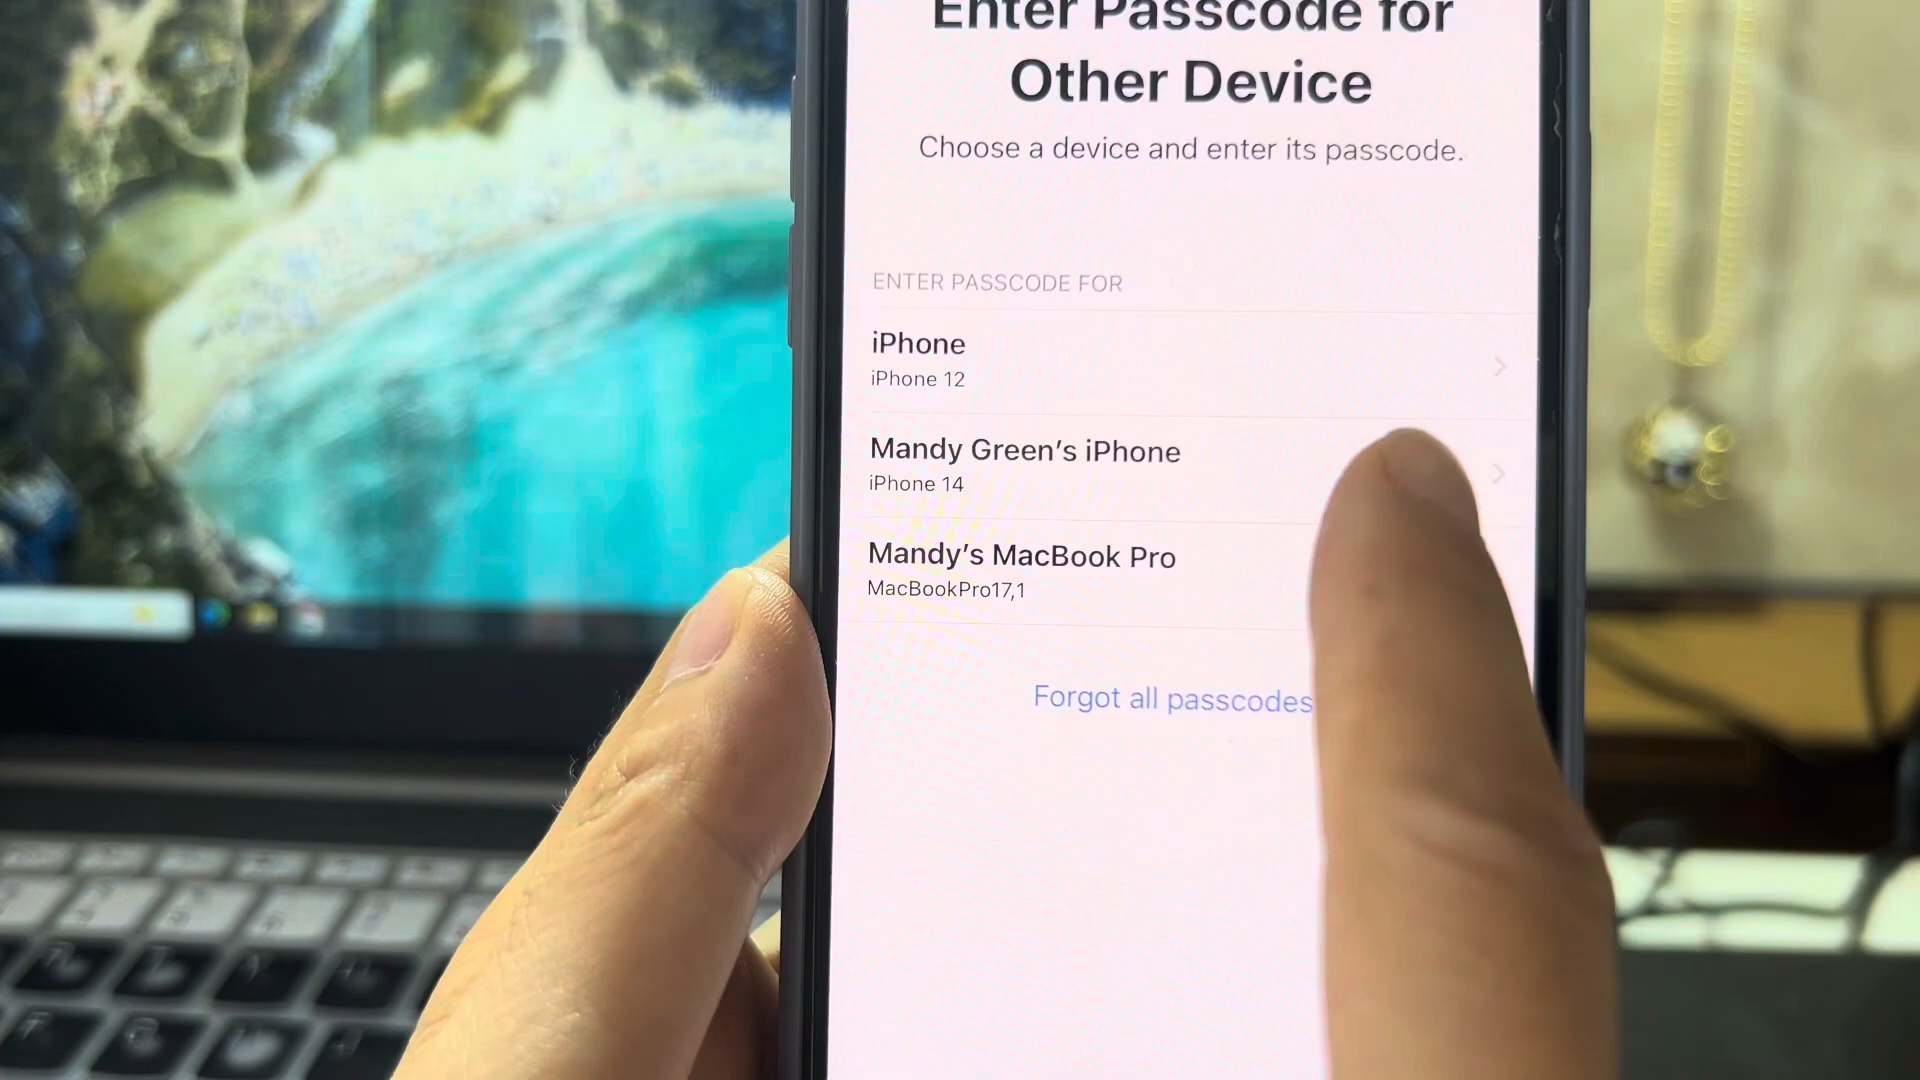 Enter Passcode for
Other Device
Choose a device and enter its passcode.
ENTER PASSCODE FOR
iPhone
iPhone 12
Mandy Green's iPhone
iPhone 14
Mandy's MacBook Pro
MacBookPro17,1
Forgot all passcodes